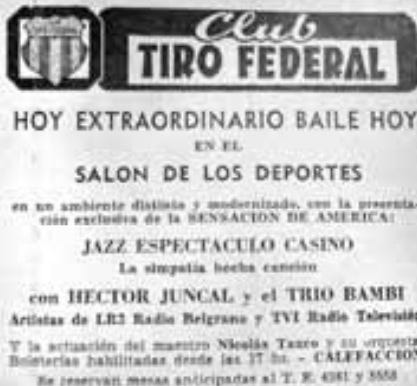 Club
TIRO FEDERAL
HOY EXTRAORDINARIO BAILE HOY
EN EL
SALON DE LOS DEPORTES
en un ambiente distinto y modernizado, con la presenta-
ción exclusiva de la SENSACION DE AMERICA:
JAZZ ESPECTACULO CASINO
La simpatía hecha canción
con HECTOR JUNCAL y el TRIO BAMBI
Artistas de LR3 Radio Belgrano y TV1 Radio Televisión
Y la actuación del maestro Nicolás Tauro y su orquesta
Boleterías habilitadas desde las 17 hs. - CALEFACCION
Se reservan mesas anticipadas al T. E. 4361 y